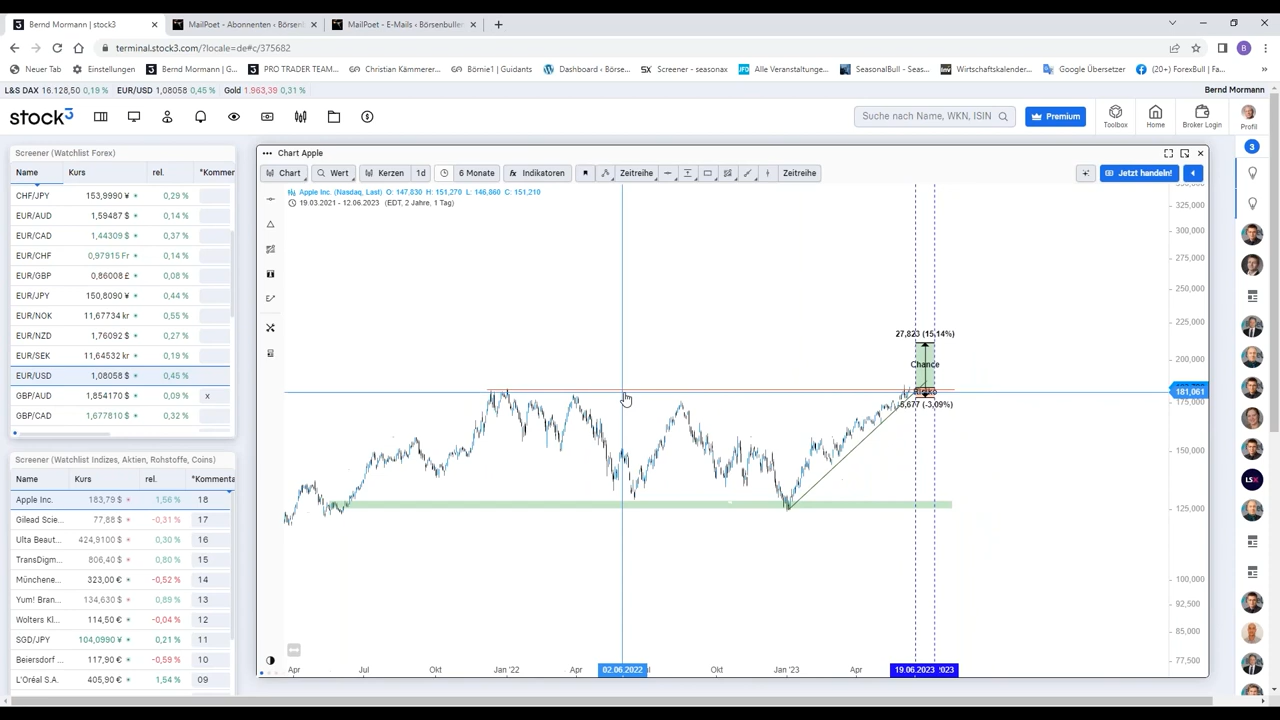 Bernd Mormann | stock3
MailPoet - Abonnenten ‹ Börsenb
MailPoet - E-Mails ‹ Börsenbullen
terminal.stock3.com/?locale=de#c/375682
B
Neuer Tab
Einstellungen
Bernd Mormann | G...
PRO TRADER TEAM...
Christian Kämmerer...
Börnie1 | Guidants
Dashboard ‹ Börse...
SX Screener - seasonax
JFD Alle Veranstaltunge...
SeasonalBull - Seas...
Wirtschaftskalender...
Google Übersetzer
(20+) ForexBull | Fa...
L&S DAX 16.128,50 0,19 % EUR/USD 1,08058 0,45 % Gold 1.963,39 0,31 %
Bernd Mormann
stock3
Suche nach Name, WKN, ISIN
Premium
Toolbox
Home
Broker Login
Profil
Screener (Watchlist Forex)
Name Kurs rel. *Kommen
CHF/JPY 153,9990 ¥ 0,29 %
EUR/AUD 1,59487 $ 0,14 %
EUR/CAD 1,44309 $ 0,37 %
EUR/CHF 0,97915 Fr 0,14 %
EUR/GBP 0,86008 £ 0,08 %
EUR/JPY 150,8090 ¥ 0,44 %
EUR/NOK 11,67734 kr 0,55 %
EUR/NZD 1,76092 $ 0,27 %
EUR/SEK 11,64532 kr 0,19 %
EUR/USD 1,08058 $ 0,45 %
GBP/AUD 1,854170 $ 0,09 % x
GBP/CAD 1,677810 $ 0,32 %
Screener (Watchlist Indizes, Aktien, Rohstoffe, Coins)
Name Kurs rel. *Kommenta
Apple Inc. 183,79 $ 1,56 % 18
Gilead Scie... 77,88 $ -0,31 % 17
Ulta Beaut... 424,9100 $ 0,30 % 16
TransDigm... 806,40 $ 0,80 % 15
Münchene... 323,00 € -0,52 % 14
Yum! Bran... 134,630 $ 0,89 % 13
Wolters Kl... 114,50 € -0,04 % 12
SGD/JPY 104,0990 ¥ 0,21 % 11
Beiersdorf ... 117,90 € -0,59 % 10
L'Oréal S.A. 405,90 € 1,54 % 09
Chart Apple
Chart
Wert
Kerzen
1d
6 Monate
fx Indikatoren
Zeitreihe
Zeitreihe
Jetzt handeln!
3
Apple Inc. (Nasdaq, Last) O: 147,830 H: 151,270 L: 146,860 C: 151,210
19.03.2021 - 12.06.2023 (EDT, 2 Jahre, 1 Tag)
325,000
300,000
275,000
250,000
225,000
200,000
181,061
175,000
150,000
125,000
100,000
92,500
85,000
77,500
27,823 (15,14%)
Chance
Risiko
-5,677 (-3,09%)
LSX
Apr
Jul
Okt
Jan '22
Apr
02.06.2022
Okt
Jan '23
Apr
19.06.2023